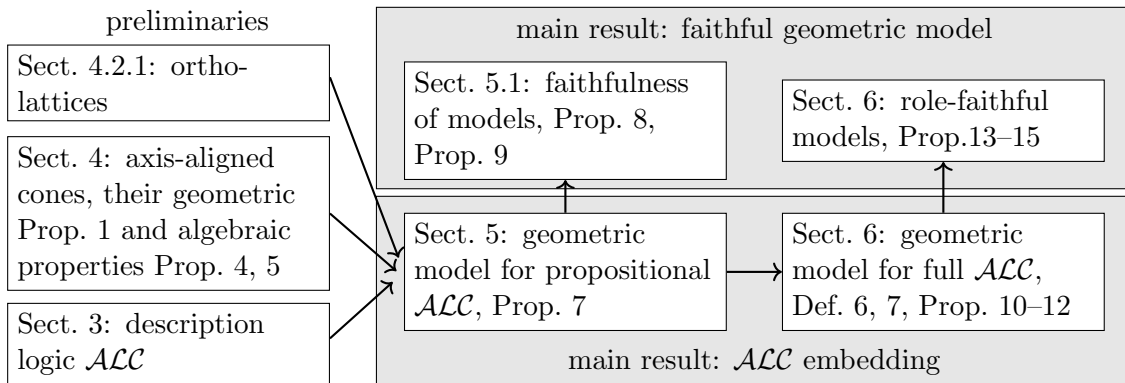 preliminaries
Sect. 4.2.1: ortho-
lattices
Sect. 4: axis-aligned
cones, their geometric
Prop. 1 and algebraic
properties Prop. 4, 5
Sect. 3: description
logic 𝒜ℒ𝒞
main result: faithful geometric model
Sect. 5.1: faithfulness
of models, Prop. 8,
Prop. 9
Sect. 6: role-faithful
models, Prop.13–15
Sect. 5: geometric
model for propositional
𝒜ℒ𝒞, Prop. 7
Sect. 6: geometric
model for full 𝒜ℒ𝒞,
Def. 6, 7, Prop. 10–12
main result: 𝒜ℒ𝒞 embedding